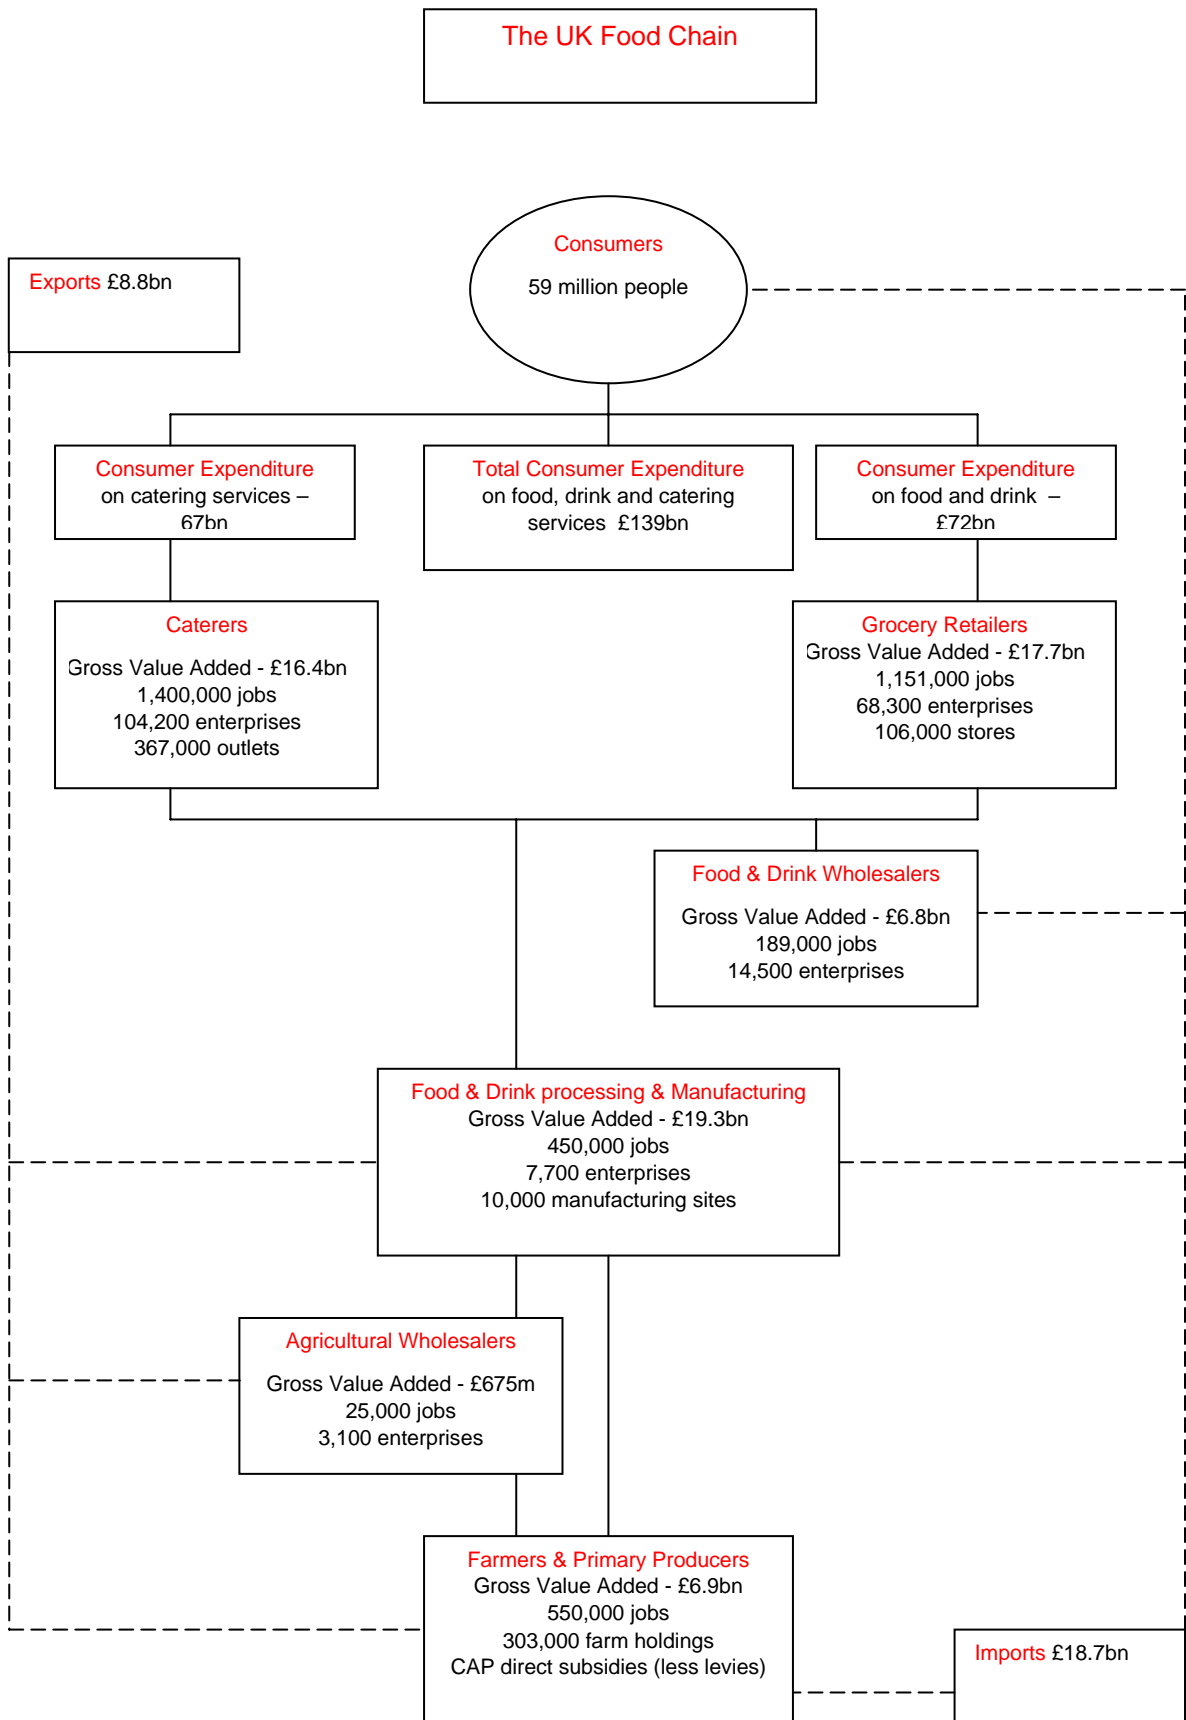 The UK Food Chain
Consumers
59 million people
Exports £8.8bn
Consumer Expenditure
on catering services –
67bn
Total Consumer Expenditure
on food, drink and catering
services £139bn
Consumer Expenditure
on food and drink –
£72bn
Caterers
Gross Value Added - £16.4bn
1,400,000 jobs
104,200 enterprises
367,000 outlets
Grocery Retailers
Gross Value Added - £17.7bn
1,151,000 jobs
68,300 enterprises
106,000 stores
Food & Drink Wholesalers
Gross Value Added - £6.8bn
189,000 jobs
14,500 enterprises
Food & Drink processing & Manufacturing
Gross Value Added - £19.3bn
450,000 jobs
7,700 enterprises
10,000 manufacturing sites
Agricultural Wholesalers
Gross Value Added - £675m
25,000 jobs
3,100 enterprises
Farmers & Primary Producers
Gross Value Added - £6.9bn
550,000 jobs
303,000 farm holdings
CAP direct subsidies (less levies)
Imports £18.7bn